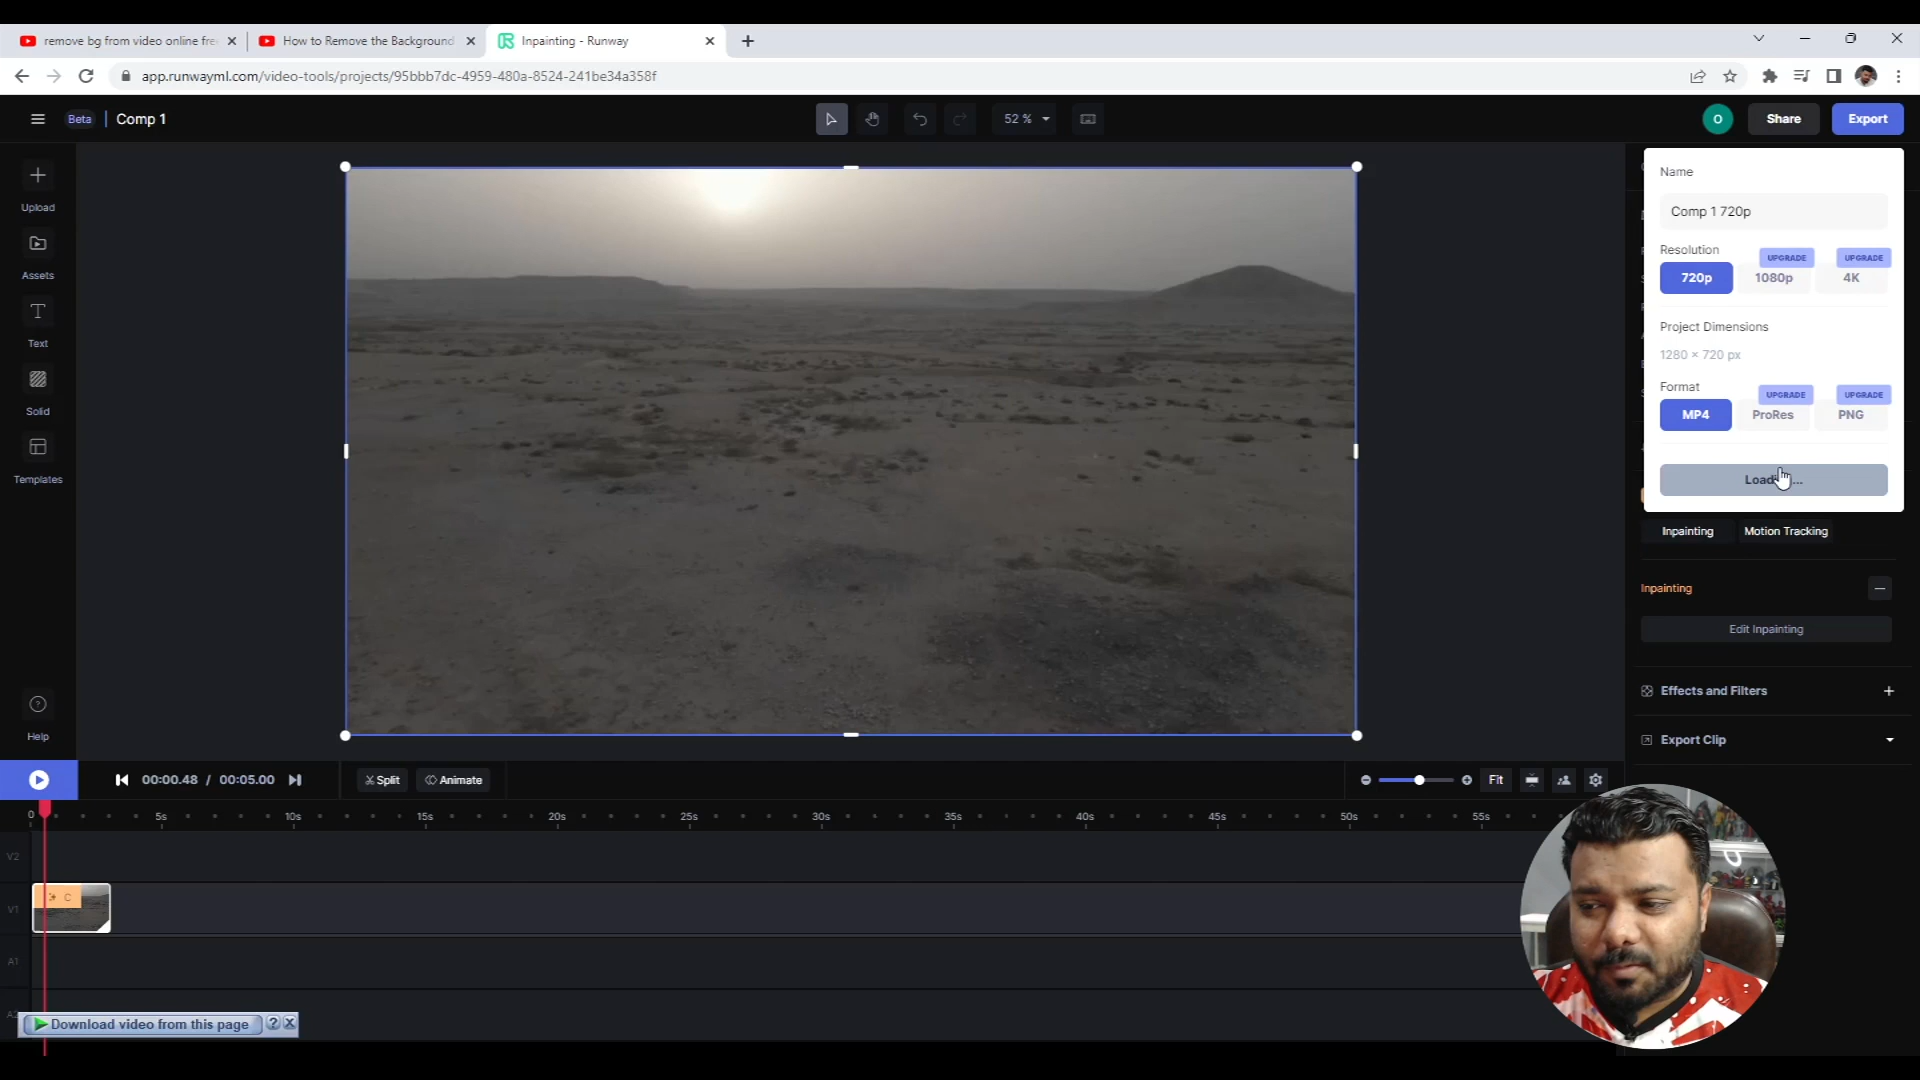 remove bg from video online fre
How to Remove the Background
Inpainting - Runway
app.runwayml.com/video-tools/projects/95bbb7dc-4959-480a-8524-241be34a358f
Beta
Comp 1
52 %
O
Share
Export
Upload
Assets
Text
Solid
Templates
Help
Name
Comp 1 720p
Resolution
UPGRADE
UPGRADE
720p
1080p
4K
Project Dimensions
1280 × 720 px
Format
UPGRADE
UPGRADE
MP4
ProRes
PNG
Inpainting
Motion Tracking
Inpainting
Edit Inpainting
Effects and Filters
Export Clip
00:00.48 / 00:05.00
Split
Animate
Fit
0
5s
10s
15s
20s
25s
30s
35s
40s
45s
50s
55s
V2
V1
C
A1
Download video from this page